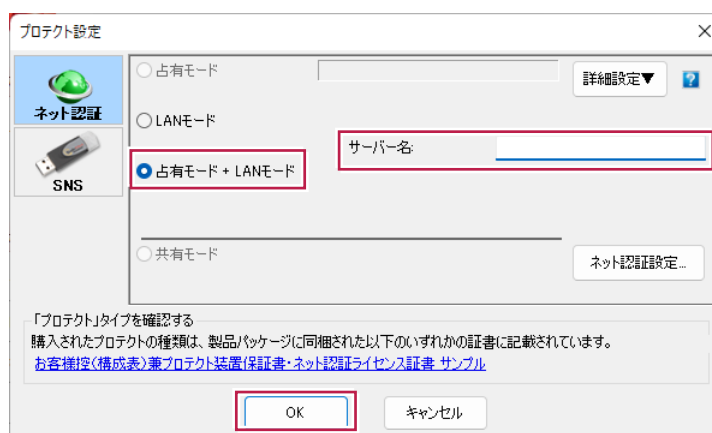 プロテクト設定
ネット認証
SNS
占有モード
詳細設定▼
?
LANモード
サーバー名:
占有モード + LANモード
共有モード
ネット認証設定...
「プロテクト」タイプを確認する
購入されたプロテクトの種類は、製品パッケージに同梱された以下のいずれかの証書に記載されています。
お客様控(構成表)兼プロテクト装置保証書・ネット認証ライセンス証書 サンプル
OK
キャンセル